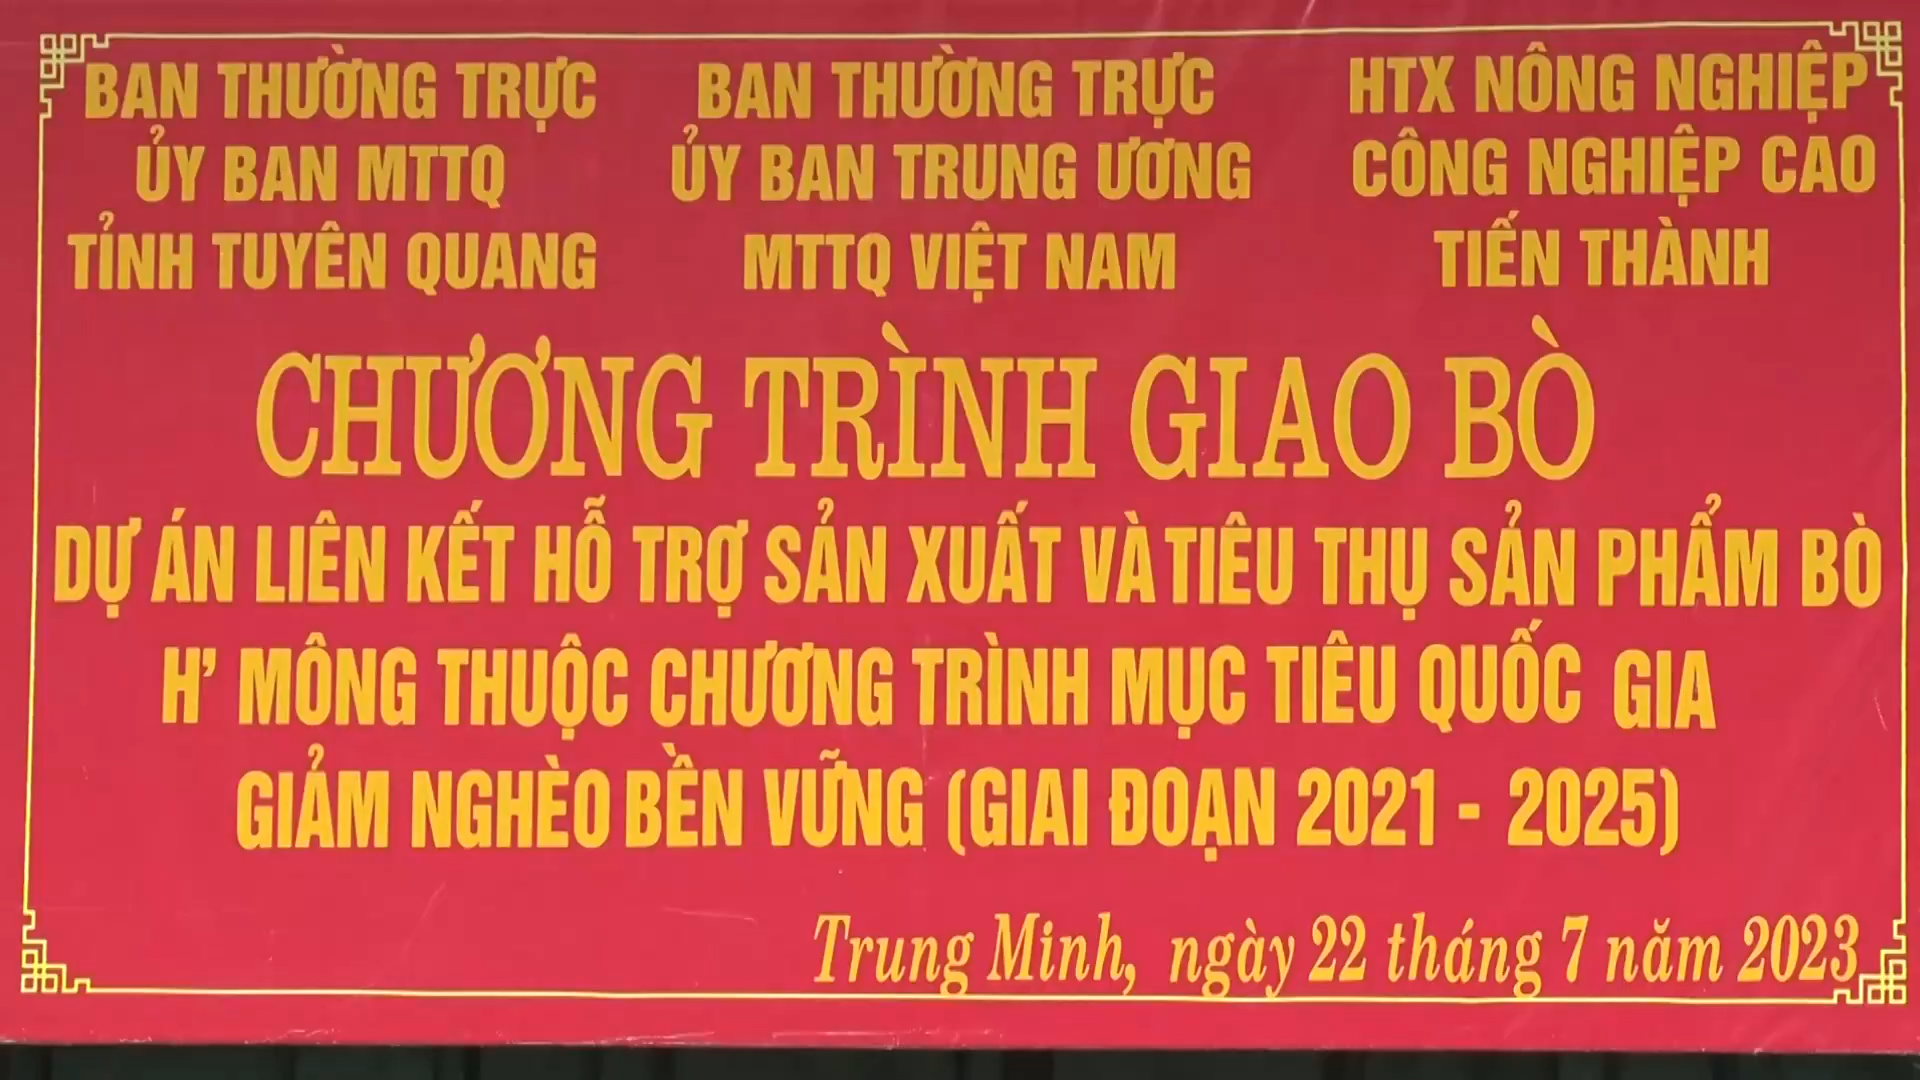 BAN THƯỜNG TRỰC
ỦY BAN MTTQ
TỈNH TUYÊN QUANG
BAN THƯỜNG TRỰC
ỦY BAN TRUNG ƯƠNG
MTTQ VIỆT NAM
HTX NÔNG NGHIỆP
CÔNG NGHIỆP CAO
TIẾN THÀNH
CHƯƠNG TRÌNH GIAO BÒ
DỰ ÁN LIÊN KẾT HỖ TRỢ SẢN XUẤT VÀ TIÊU THỤ SẢN PHẨM BÒ
H’ MÔNG THUỘC CHƯƠNG TRÌNH MỤC TIÊU QUỐC GIA
GIẢM NGHÈO BỀN VỮNG (GIAI ĐOẠN 2021 - 2025)
Trung Minh, ngày 22 tháng 7 năm 2023